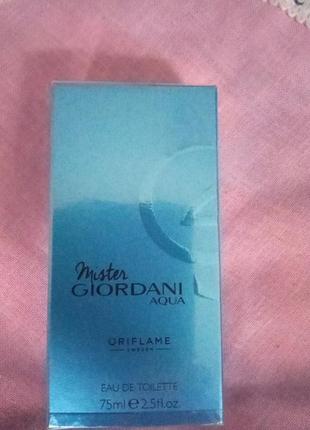 Mister
GIORDANI
AQUA
ORIFLAME
SWEDEN
EAU DE TOILETTE
75ml ℮ 2.5fl.oz.